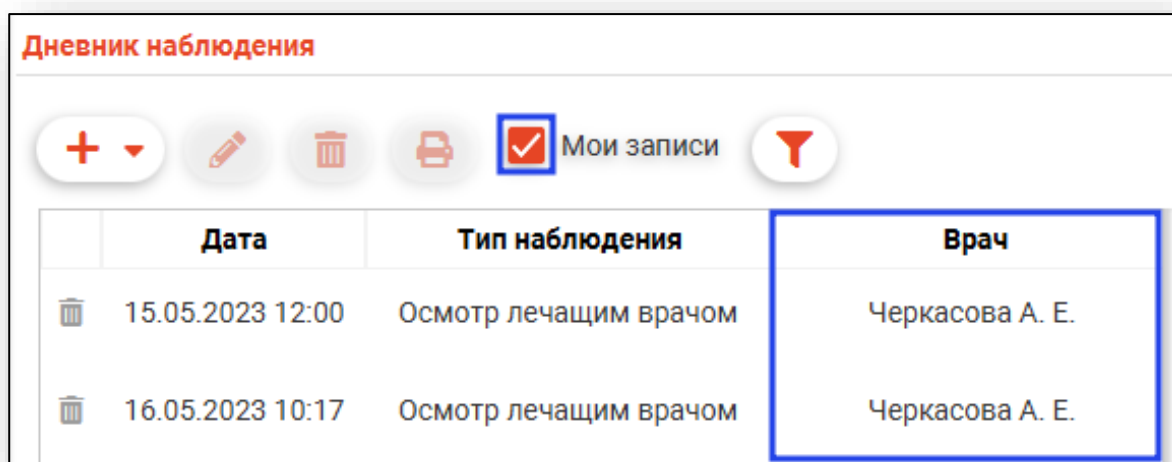 Дневник наблюдения
Мои записи
Дата Тип наблюдения Врач
15.05.2023 12:00 Осмотр лечащим врачом Черкасова А. Е.
16.05.2023 10:17 Осмотр лечащим врачом Черкасова А. Е.